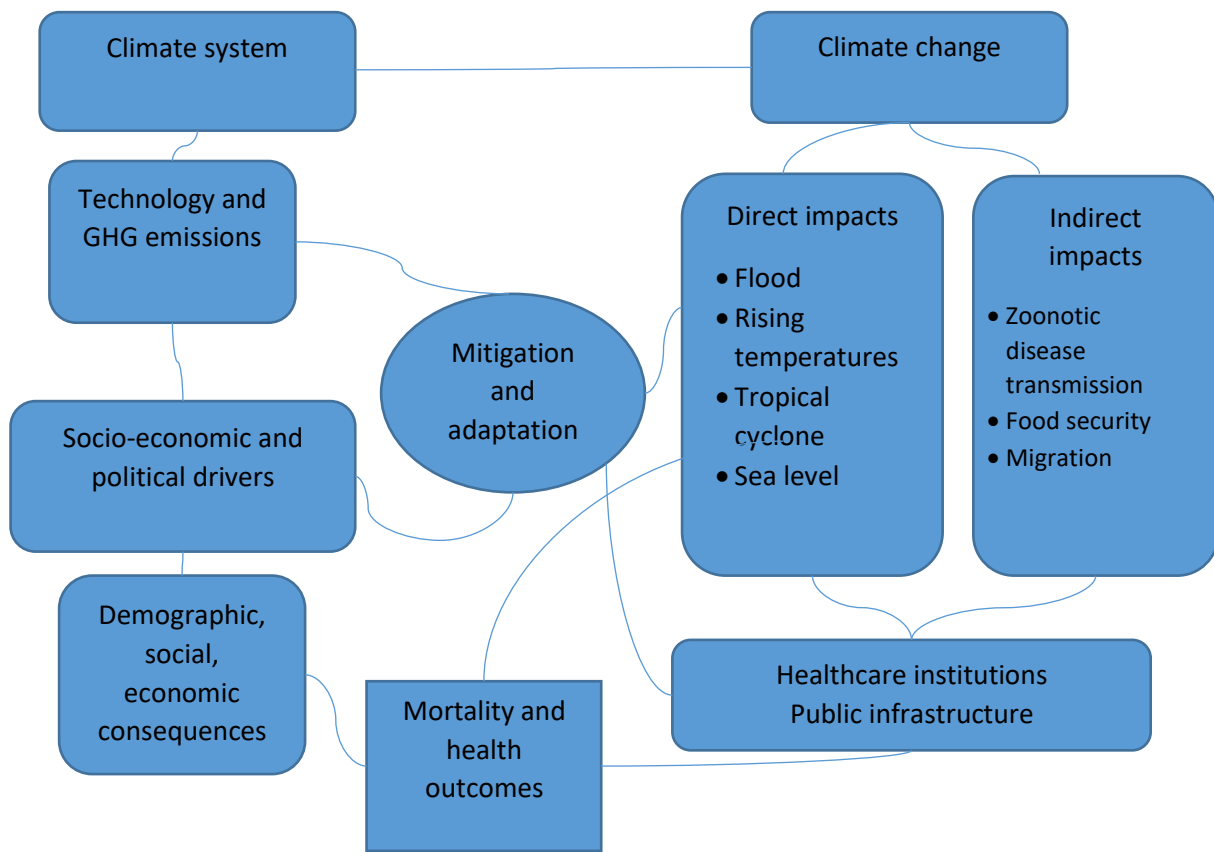 Climate system
Climate change
Technology and
GHG emissions
Direct impacts
• Flood
• Rising
temperatures
• Tropical
cyclone
• Sea level
Indirect
impacts
• Zoonotic
disease
transmission
• Food security
• Migration
Mitigation
and
adaptation
Socio-economic and
political drivers
Demographic,
social,
economic
consequences
Mortality and
health
outcomes
Healthcare institutions
Public infrastructure